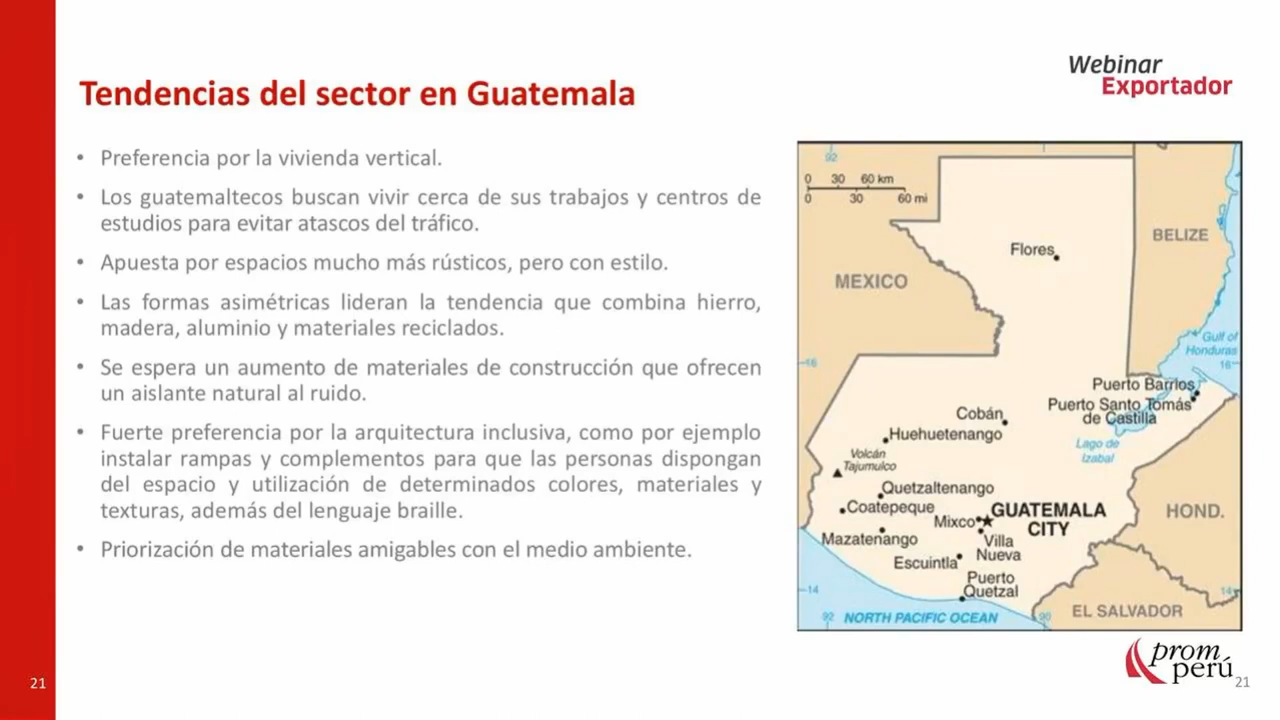 Webinar
Exportador
Tendencias del sector en Guatemala
• Preferencia por la vivienda vertical.
• Los guatemaltecos buscan vivir cerca de sus trabajos y centros de
estudios para evitar atascos del tráfico.
• Apuesta por espacios mucho más rústicos, pero con estilo.
• Las formas asimétricas lideran la tendencia que combina hierro,
madera, aluminio y materiales reciclados.
• Se espera un aumento de materiales de construcción que ofrecen
un aislante natural al ruido.
• Fuerte preferencia por la arquitectura inclusiva, como por ejemplo
instalar rampas y complementos para que las personas dispongan
del espacio y utilización de determinados colores, materiales y
texturas, además del lenguaje braille.
• Priorización de materiales amigables con el medio ambiente.
92
0 30 60 km
0 30 60 mi
BELIZE
Flores
MEXICO
Gulf of
Honduras
16
16
Puerto Barrios
Puerto Santo Tomás
de Castilla
Cobán
Huehuetenango
Lago de
Izabal
Volcán
Tajumulco
Quetzaltenango
Coatepeque
GUATEMALA
CITY
HOND.
Mixco
Mazatenango
Villa
Nueva
Escuintla
Puerto
Quetzal
14
14
EL SALVADOR
92
NORTH PACIFIC OCEAN
90
prom
perú
21
21